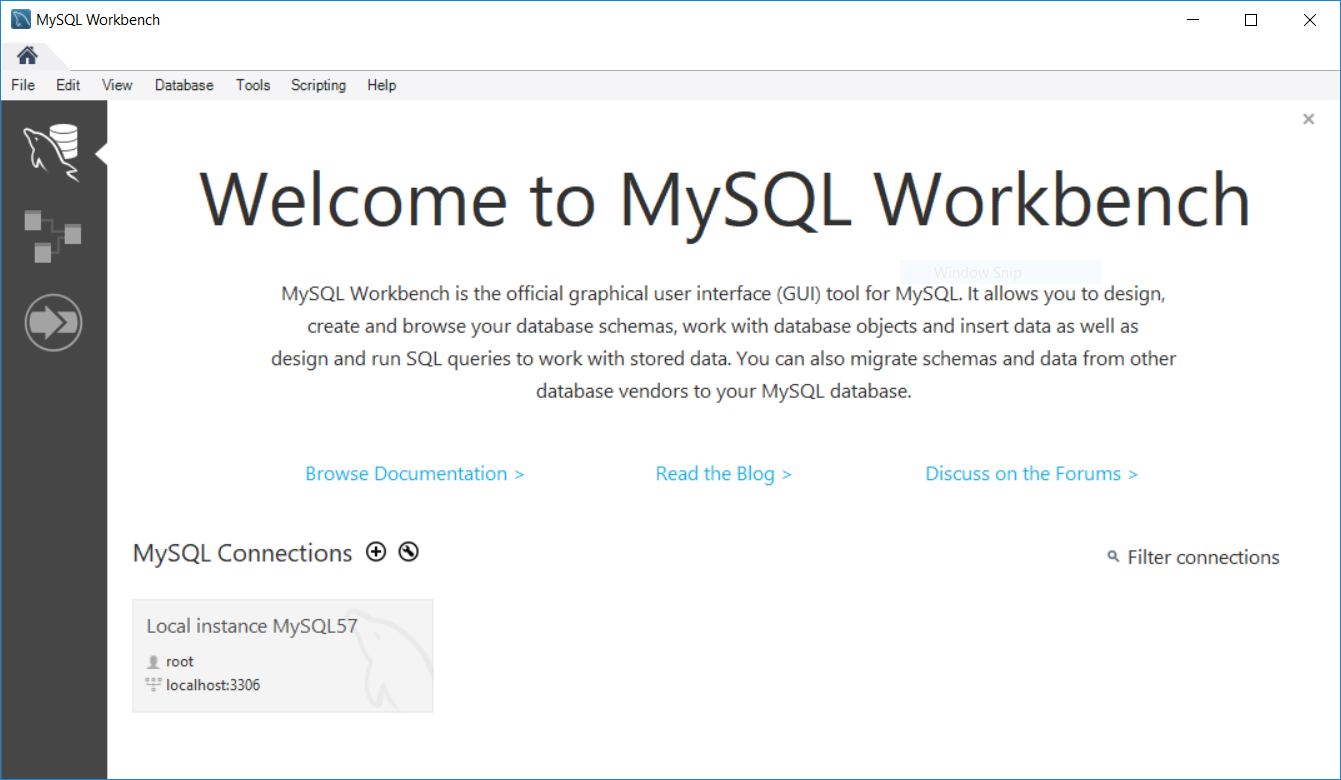 MySQL Workbench
File Edit View Database Tools Scripting Help
Welcome to MySQL Workbench
Window Snip
MySQL Workbench is the official graphical user interface (GUI) tool for MySQL. It allows you to design,
create and browse your database schemas, work with database objects and insert data as well as
design and run SQL queries to work with stored data. You can also migrate schemas and data from other
database vendors to your MySQL database.
Browse Documentation > Read the Blog > Discuss on the Forums >
MySQL Connections Filter connections
Local instance MySQL57
root
localhost:3306